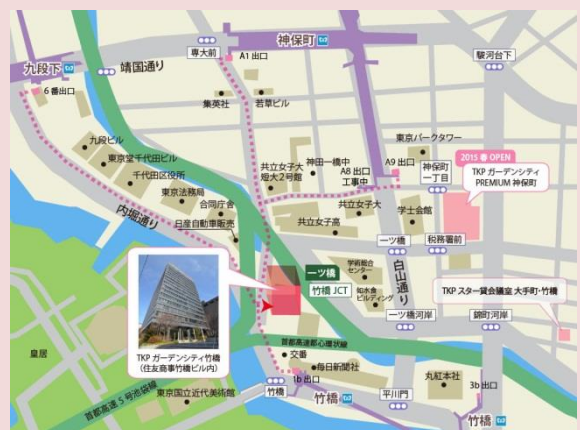 神保町
専大前
A1 出口
靖国通り
駿河台下
九段下
6番出口
集英社
若草ビル
東京パークタワー
2015 春 OPEN
TKP ガーデンシティ
PREMIUM 神保町
九段ビル
東京堂千代田ビル
千代田区役所
共立女子大
短大2号館
神田一橋中
A8 出口
工事中
A9 出口
神保町
一丁目
東京法務局
合同庁舎
日産自動車販売
内堀通り
共立女子大
共立女子高
学士会館
一ツ橋
税務署前
白山通り
学術総合
センター
如水会
ビルディング
一ツ橋
竹橋 JCT
TKP スター貸会議室 大手町・竹橋
一ツ橋河岸
錦町河岸
TKP ガーデンシティ竹橋
(住友商事竹橋ビル内)
首都高速都心環状線
皇居
交番
毎日新聞社
丸紅本社
1b 出口
3b 出口
東京国立近代美術館
首都高速5号池袋線
竹橋
竹橋
平川門
竹橋